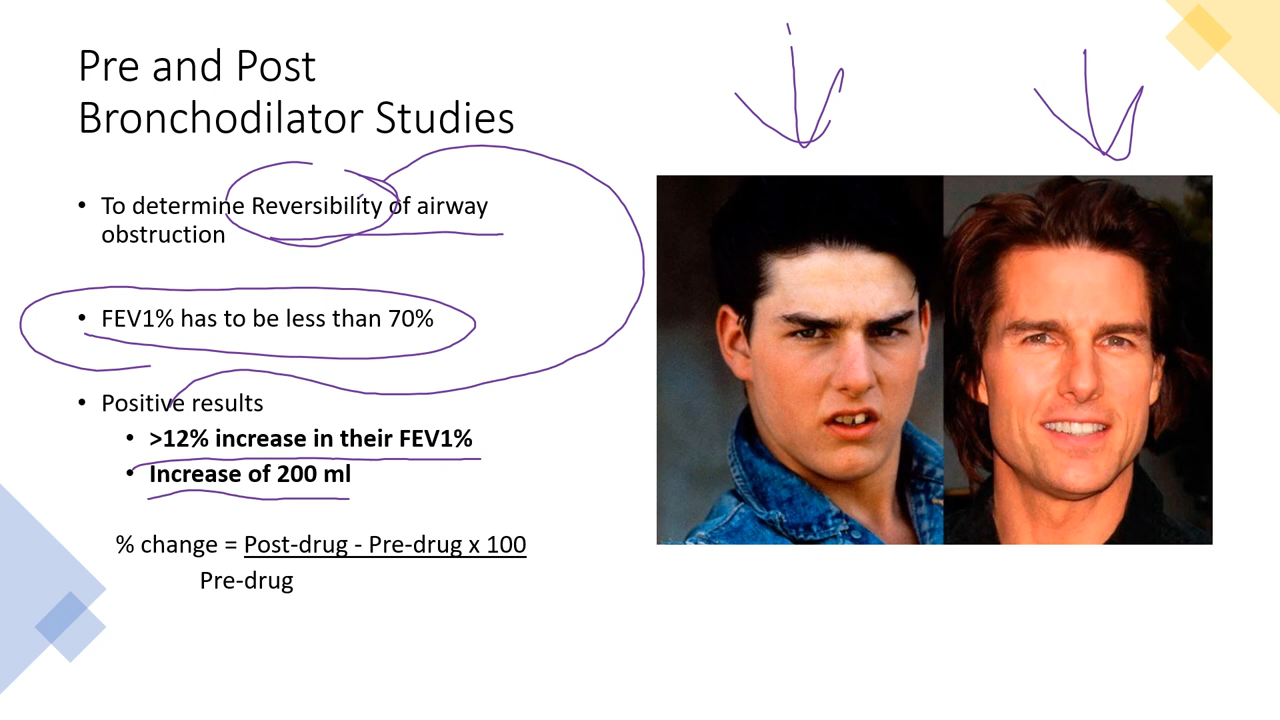 Pre and Post
Bronchodilator Studies
• To determine Reversibility of airway
obstruction
• FEV1% has to be less than 70%
• Positive results
• >12% increase in their FEV1%
• Increase of 200 ml
% change = Post-drug - Pre-drug x 100
Pre-drug